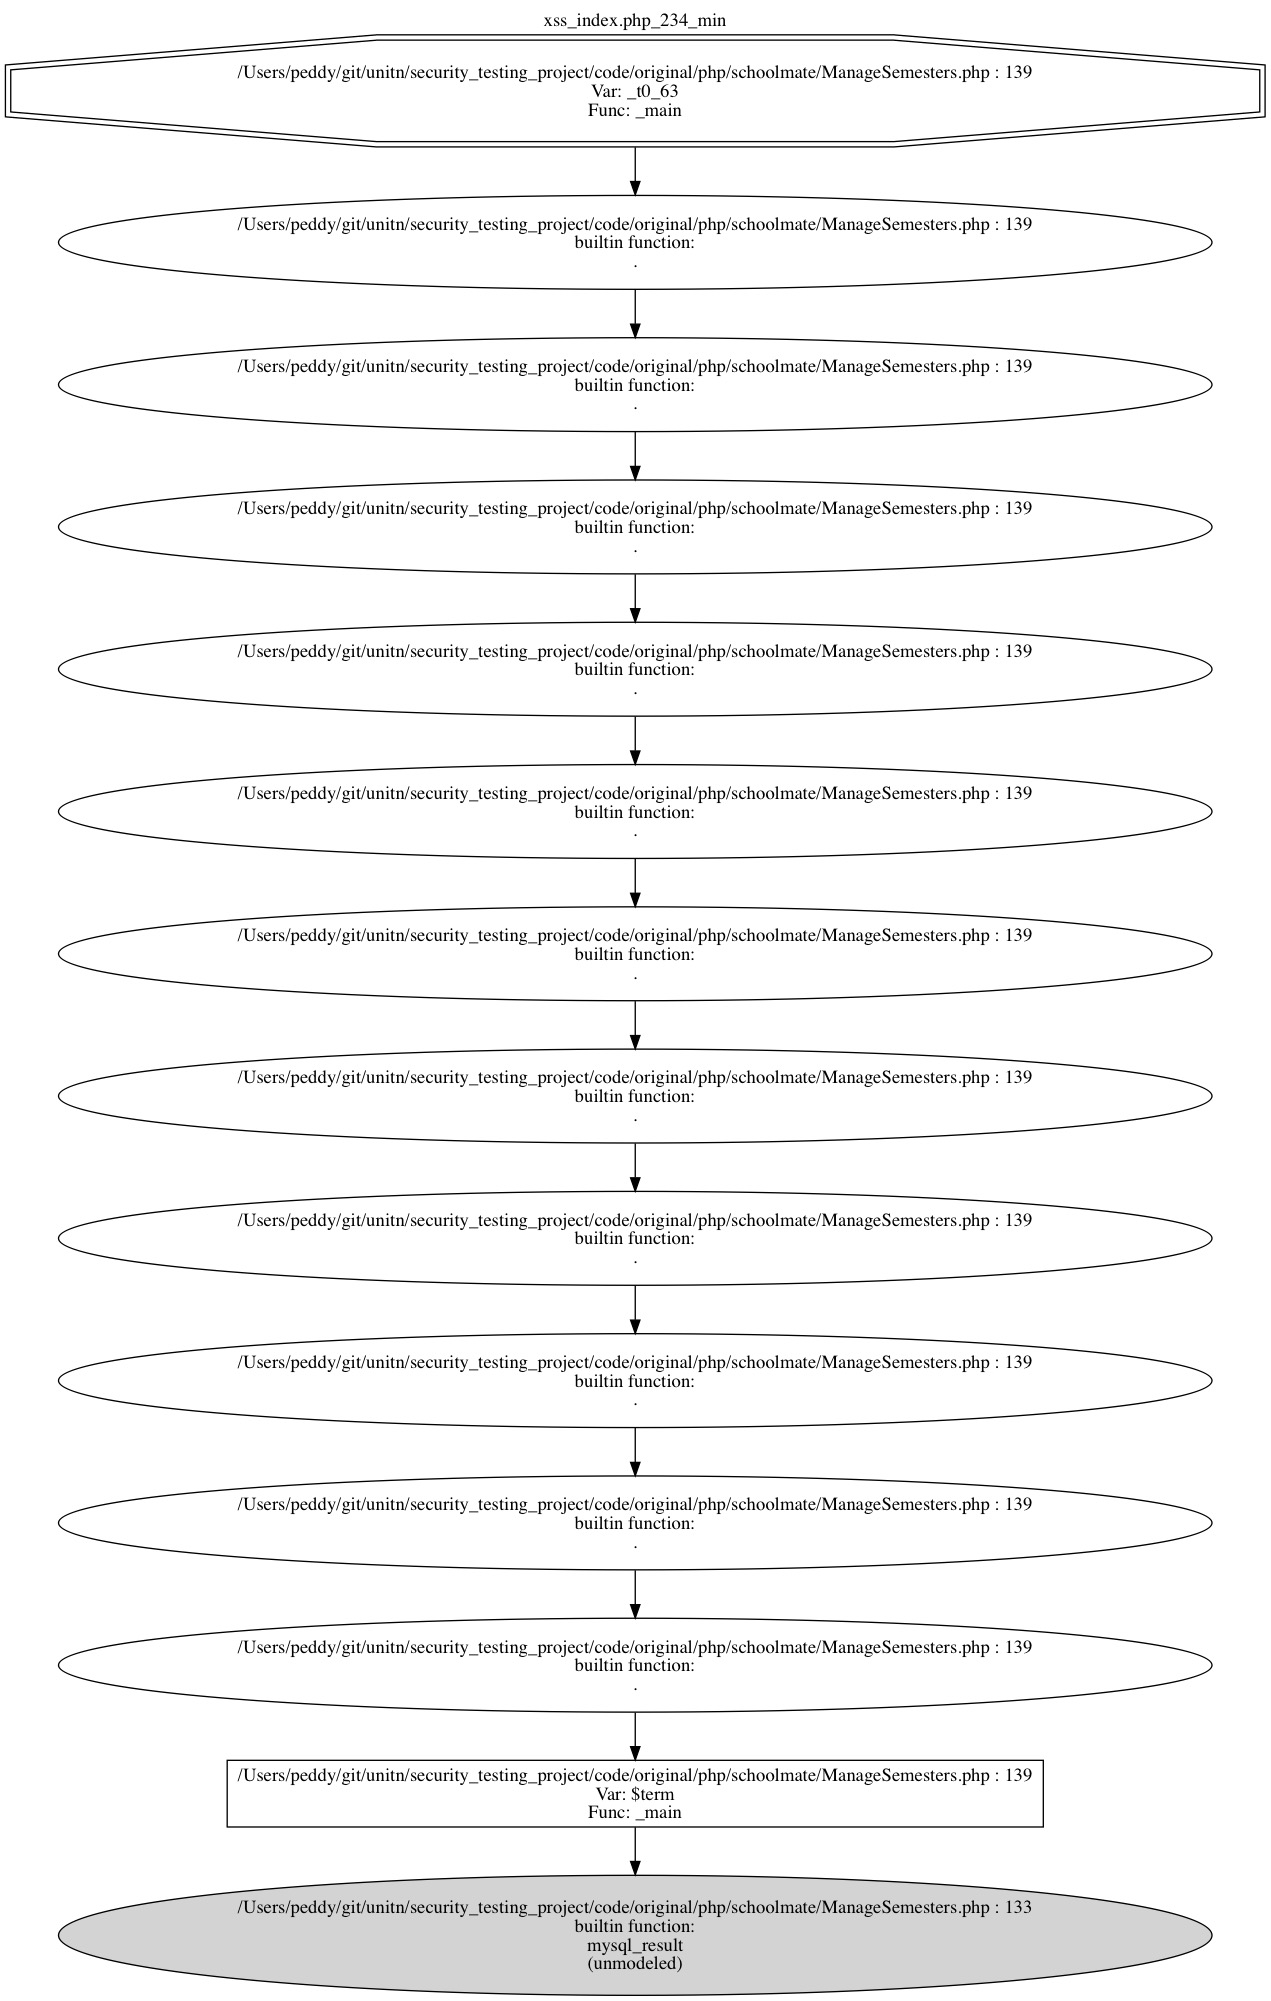 xss_index.php_234_min
/Users/peddy/git/unitn/security_testing_project/code/original/php/schoolmate/ManageSemesters.php : 139
Var: _t0_63
Func: _main
/Users/peddy/git/unitn/security_testing_project/code/original/php/schoolmate/ManageSemesters.php : 139
builtin function:
.
/Users/peddy/git/unitn/security_testing_project/code/original/php/schoolmate/ManageSemesters.php : 139
builtin function:
.
/Users/peddy/git/unitn/security_testing_project/code/original/php/schoolmate/ManageSemesters.php : 139
builtin function:
.
/Users/peddy/git/unitn/security_testing_project/code/original/php/schoolmate/ManageSemesters.php : 139
builtin function:
.
/Users/peddy/git/unitn/security_testing_project/code/original/php/schoolmate/ManageSemesters.php : 139
builtin function:
.
/Users/peddy/git/unitn/security_testing_project/code/original/php/schoolmate/ManageSemesters.php : 139
builtin function:
.
/Users/peddy/git/unitn/security_testing_project/code/original/php/schoolmate/ManageSemesters.php : 139
builtin function:
.
/Users/peddy/git/unitn/security_testing_project/code/original/php/schoolmate/ManageSemesters.php : 139
builtin function:
.
/Users/peddy/git/unitn/security_testing_project/code/original/php/schoolmate/ManageSemesters.php : 139
builtin function:
.
/Users/peddy/git/unitn/security_testing_project/code/original/php/schoolmate/ManageSemesters.php : 139
builtin function:
.
/Users/peddy/git/unitn/security_testing_project/code/original/php/schoolmate/ManageSemesters.php : 139
builtin function:
.
/Users/peddy/git/unitn/security_testing_project/code/original/php/schoolmate/ManageSemesters.php : 139
Var: $term
Func: _main
/Users/peddy/git/unitn/security_testing_project/code/original/php/schoolmate/ManageSemesters.php : 133
builtin function:
mysql_result
(unmodeled)